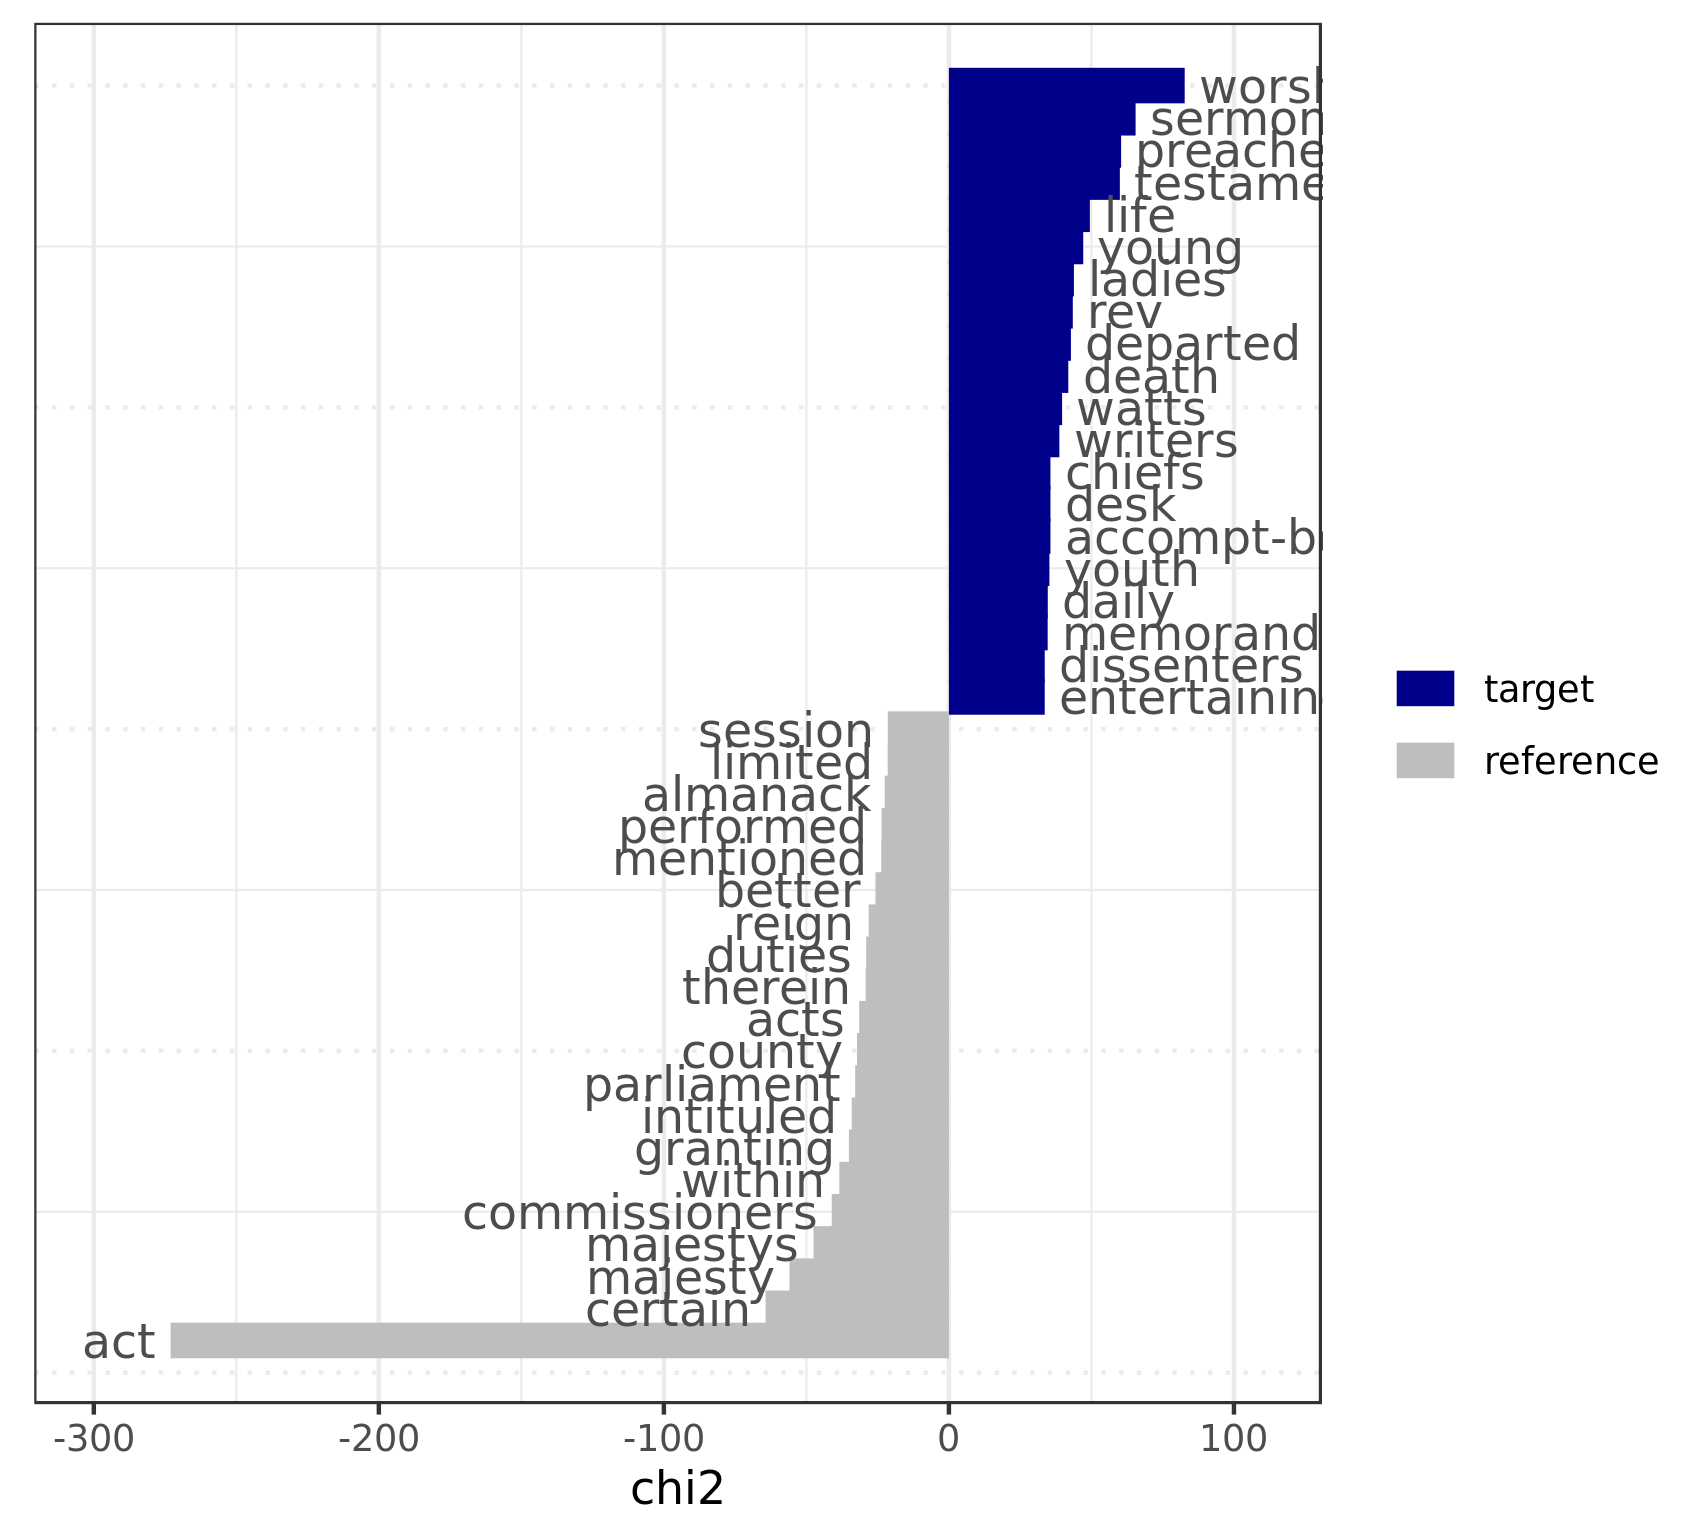 worsh
sermon
preache
testame
life
young
ladies
rev
departed
death
watts
writers
chiefs
desk
accompt-b
youth
daily
memorand
dissenters
entertainin
session
limited
almanack
performed
mentioned
better
reign
duties
therein
acts
county
parliament
intituled
granting
within
commissioners
majestys
majesty
certain
act
target
reference
-300 -200 -100 0 100
chi2